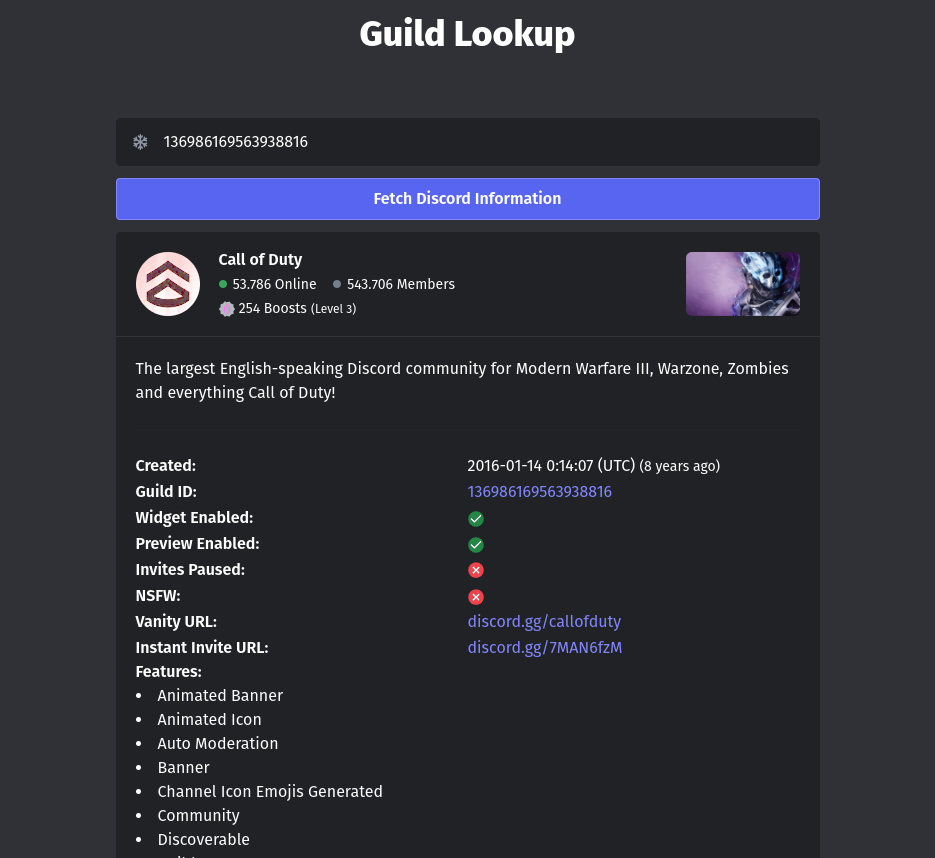 Guild Lookup
136986169563938816
Fetch Discord Information
Call of Duty
53.786 Online 543.706 Members
254 Boosts (Level 3)
The largest English-speaking Discord community for Modern Warfare III, Warzone, Zombies
and everything Call of Duty!
Created: 2016-01-14 0:14:07 (UTC) (8 years ago)
Guild ID: 136986169563938816
Widget Enabled:
Preview Enabled:
Invites Paused:
NSFW:
Vanity URL: discord.gg/callofduty
Instant Invite URL: discord.gg/7MAN6fzM
Features:
• Animated Banner
• Animated Icon
• Auto Moderation
• Banner
• Channel Icon Emojis Generated
• Community
• Discoverable